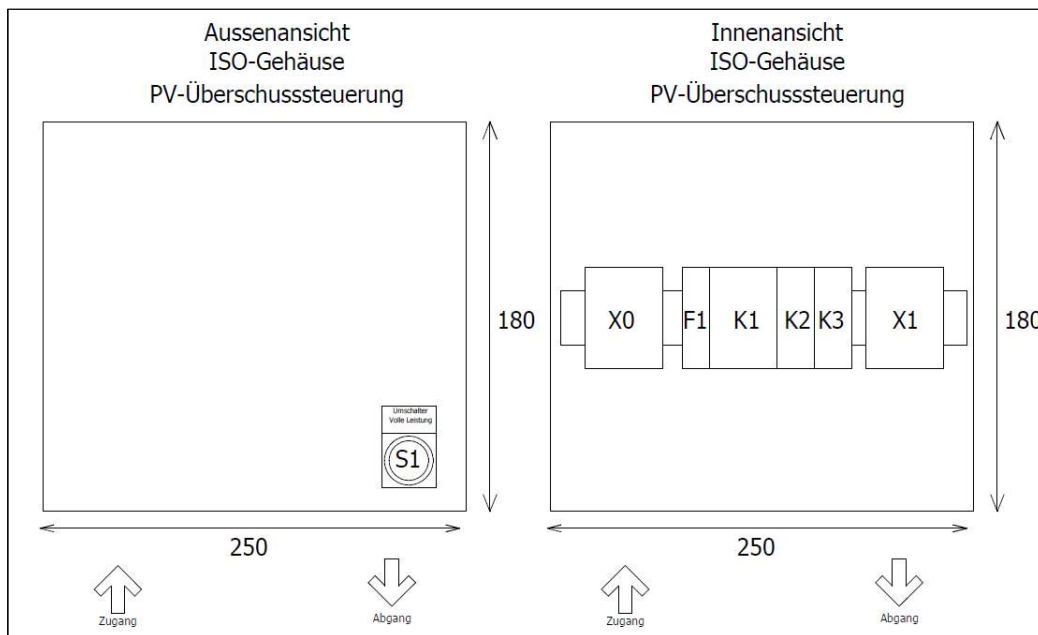 Aussenansicht
ISO-Gehäuse
PV-Überschusssteuerung
180
Umschalter
Volle Leistung
S1
250
Zugang
Abgang
Innenansicht
ISO-Gehäuse
PV-Überschusssteuerung
X0
F1
K1
K2
K3
X1
180
250
Zugang
Abgang